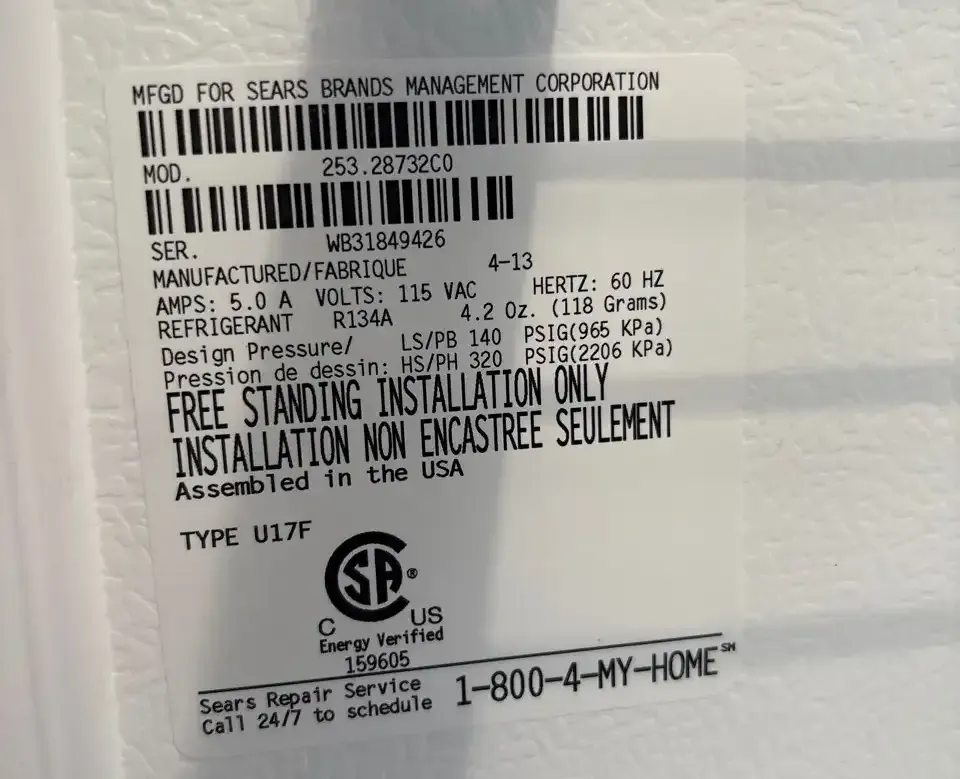 MFGD FOR SEARS BRANDS MANAGEMENT CORPORATION
MOD. 253.28732C0
SER. WB31849426
MANUFACTURED/FABRIQUE 4-13
AMPS: 5.0 A VOLTS: 115 VAC HERTZ: 60 HZ
REFRIGERANT R134A 4.2 Oz. (118 Grams)
Design Pressure/ LS/PB 140 PSIG(965 KPa)
Pression de dessin: HS/PH 320 PSIG(2206 KPa)
FREE STANDING INSTALLATION ONLY
INSTALLATION NON ENCASTREE SEULEMENT
Assembled in the USA
TYPE U17F
SA®
C US
Energy Verified
159605
Sears Repair Service
Call 24/7 to schedule
1-800-4-MY-HOME℠